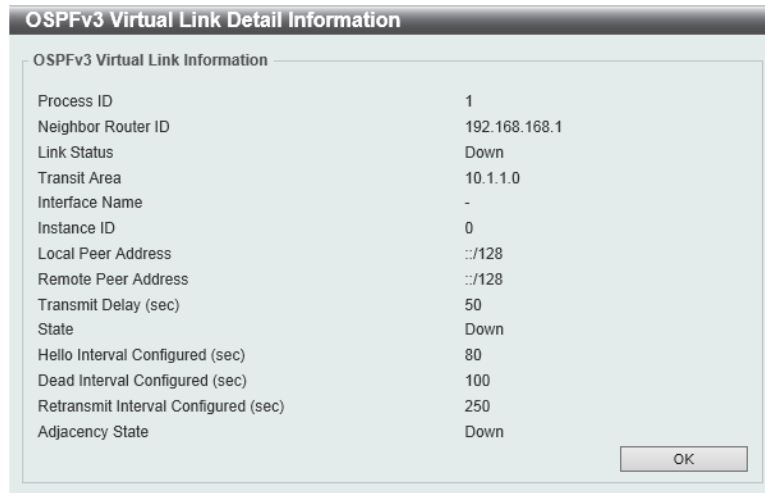 OSPFv3 Virtual Link Detail Information
OSPFv3 Virtual Link Information
Process ID 1
Neighbor Router ID 192.168.168.1
Link Status Down
Transit Area 10.1.1.0
Interface Name -
Instance ID 0
Local Peer Address ::/128
Remote Peer Address ::/128
Transmit Delay (sec) 50
State Down
Hello Interval Configured (sec) 80
Dead Interval Configured (sec) 100
Retransmit Interval Configured (sec) 250
Adjacency State Down
OK